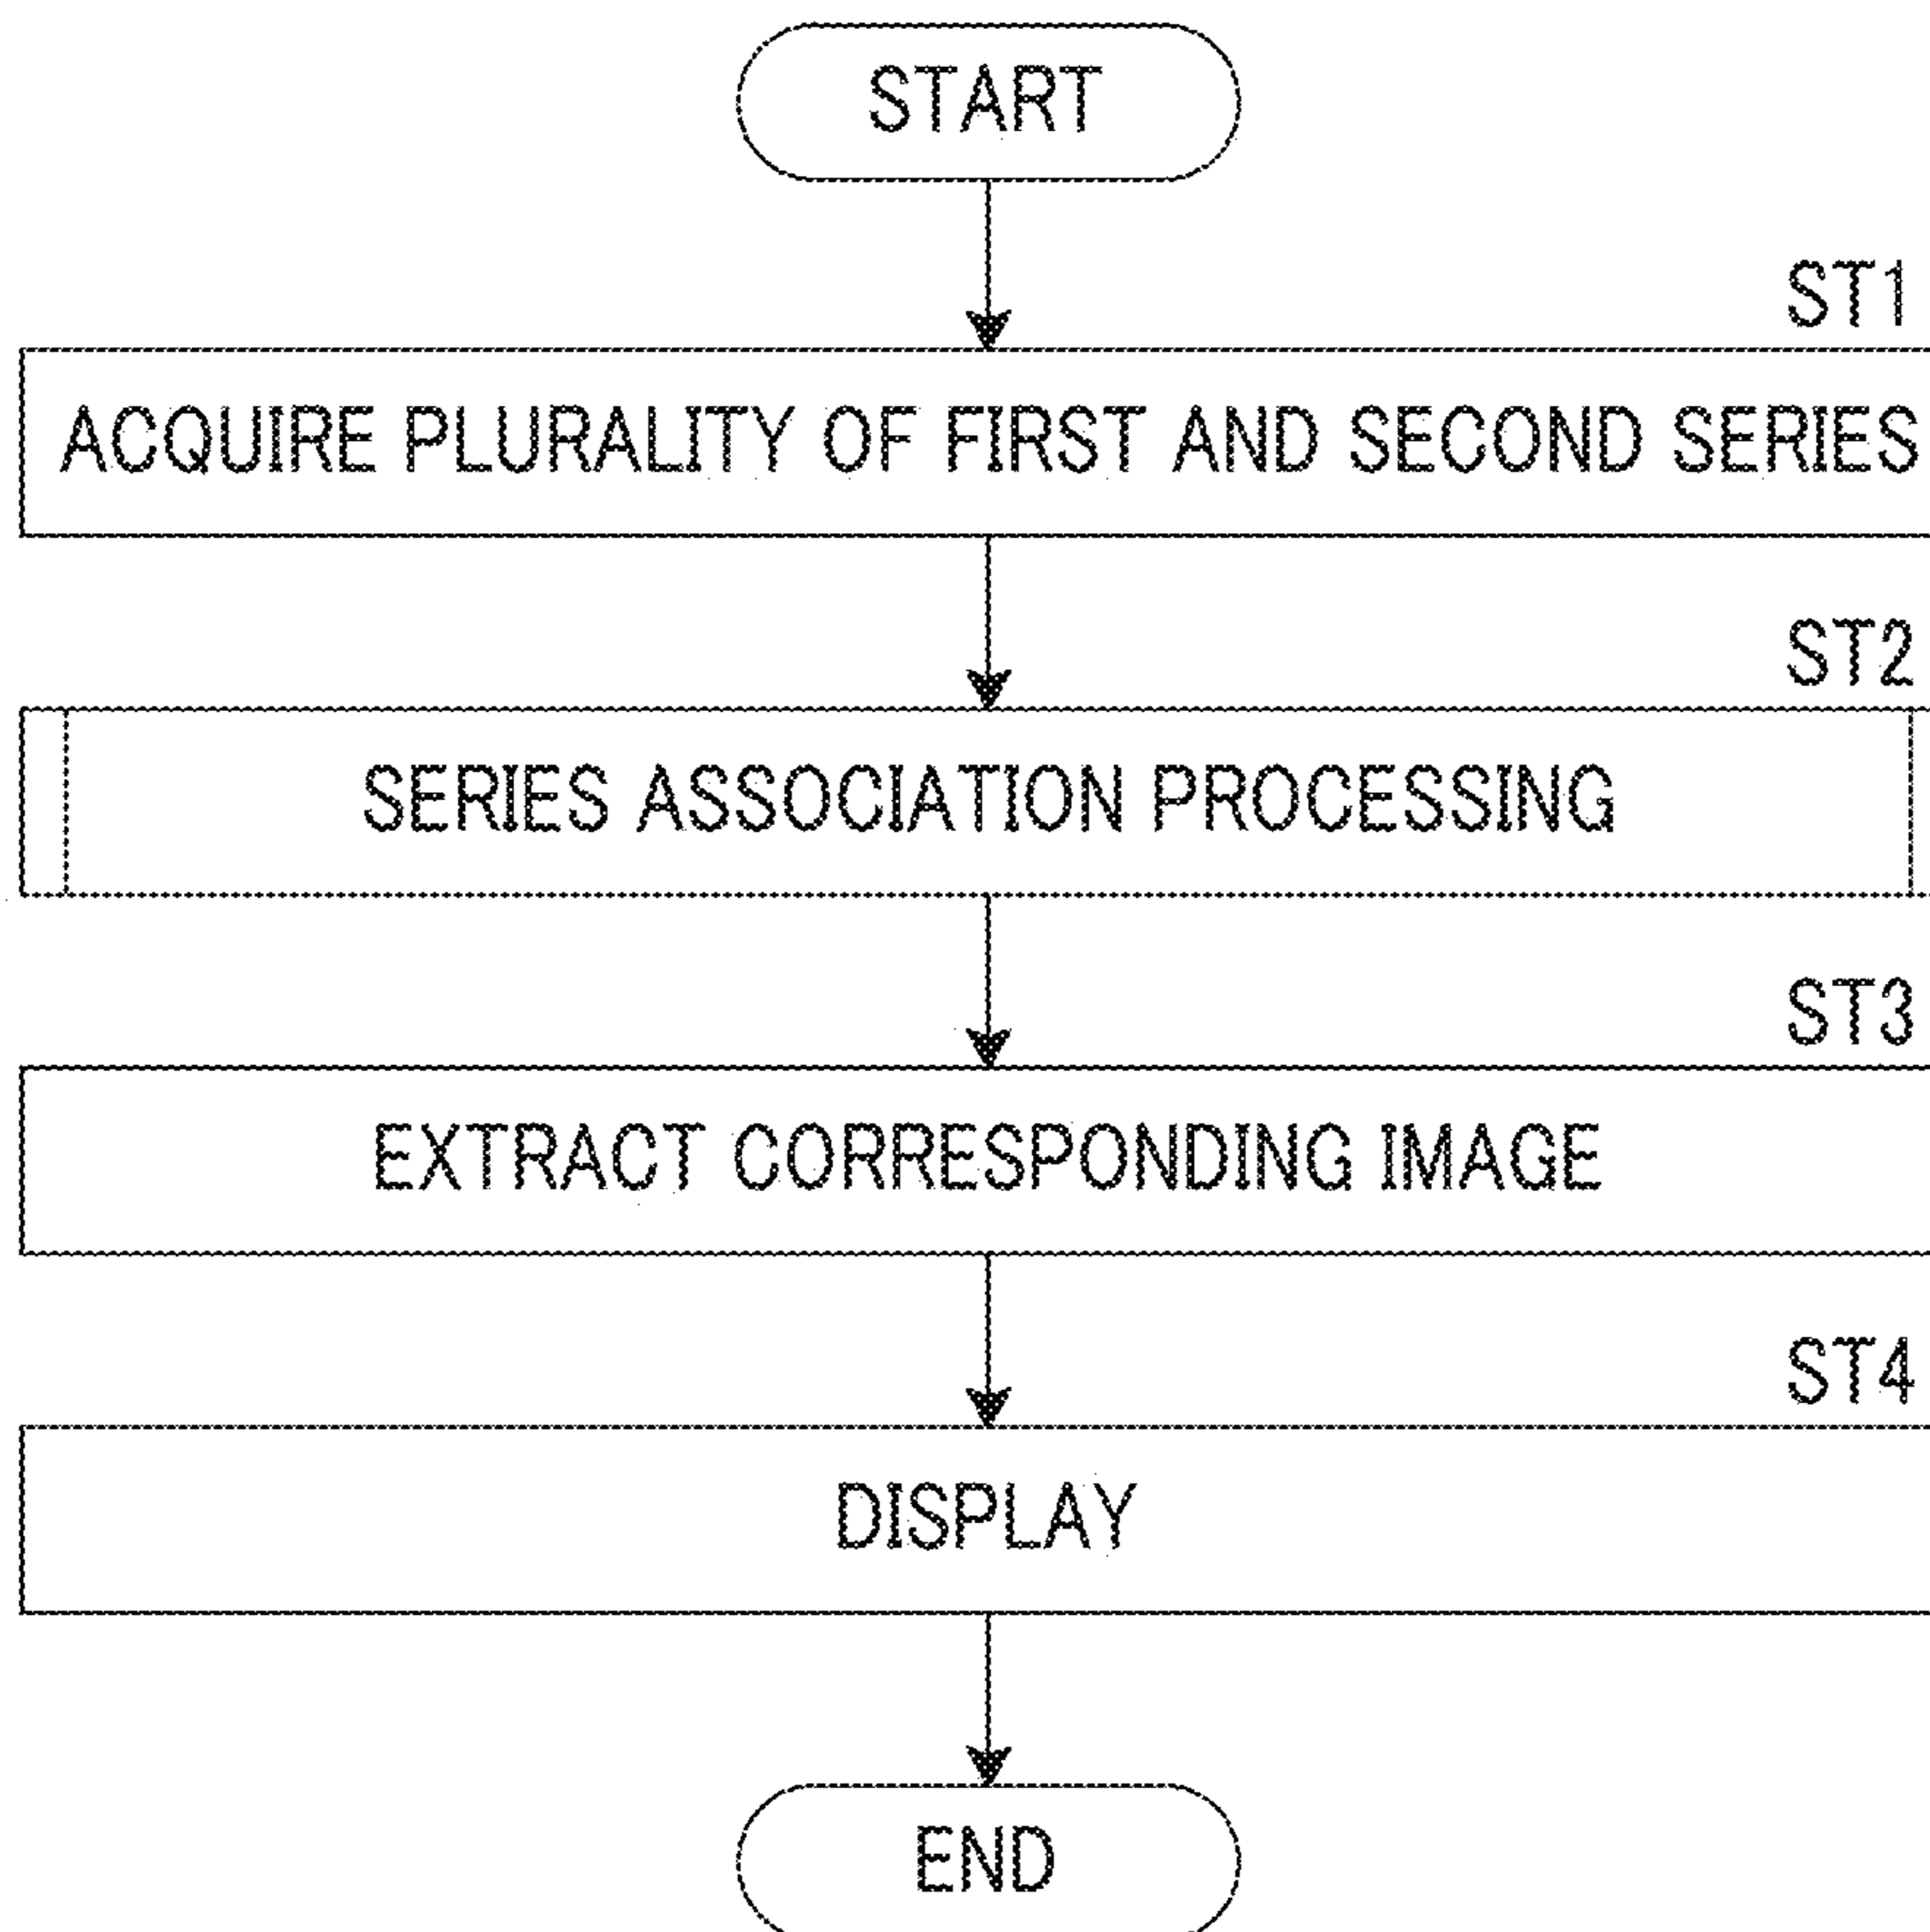 START
ST1
ACQUIRE PLURALITY OF FIRST AND SECOND SERIES
ST2
SERIES ASSOCIATION PROCESSING
ST3
EXTRACT CORRESPONDING IMAGE
ST4
DISPLAY
END